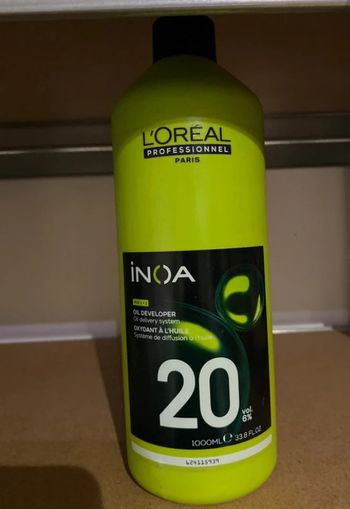 L'ORÉAL
PROFESSIONNEL
PARIS
iNOA
OIL DEVELOPER
Oil delivery system
OXYDANT À L'HUILE
Système de diffusion à l'huile
20 vol.
6%
1000ML ℮ 33.8 FL.OZ